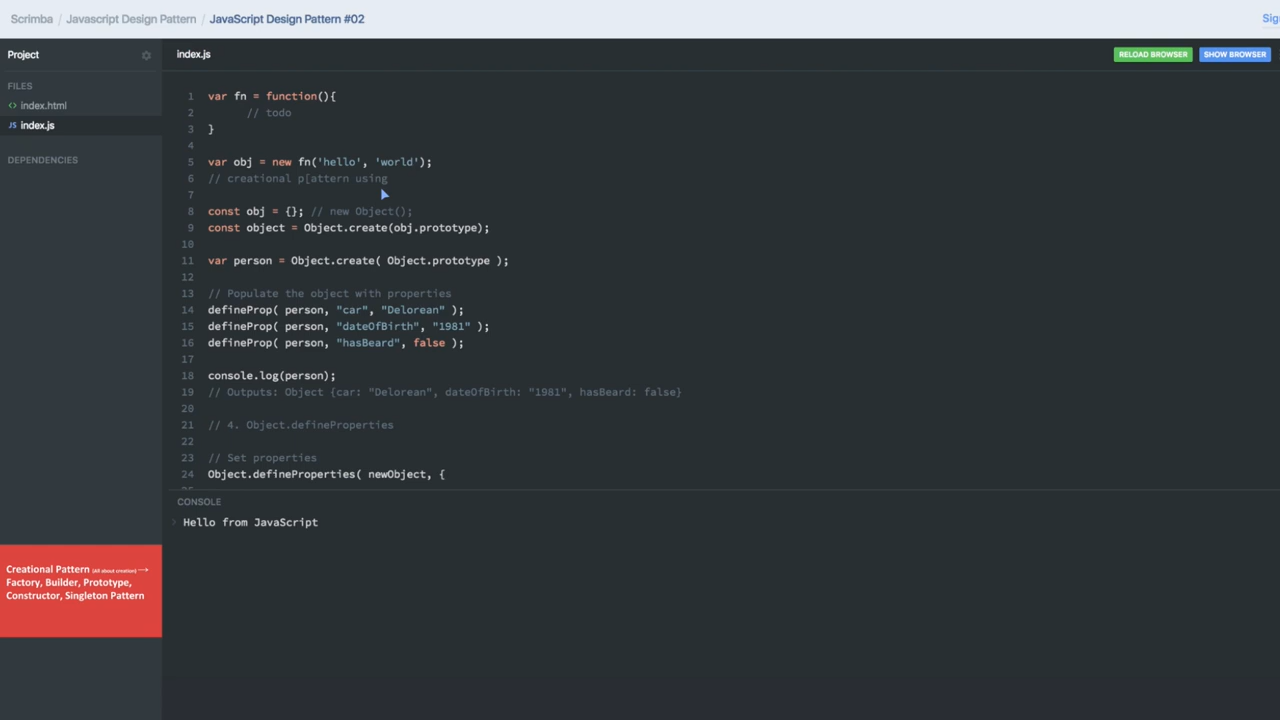 Scrimba / Javascript Design Pattern / JavaScript Design Pattern #02
Project
FILES
<> index.html
JS index.js
DEPENDENCIES
index.js
RELOAD BROWSER
SHOW BROWSER
1 var fn = function(){
2 // todo
3 }
4
5 var obj = new fn('hello', 'world');
6 // creational p[attern using
7
8 const obj = {}; // new Object();
9 const object = Object.create(obj.prototype);
10
11 var person = Object.create( Object.prototype );
12
13 // Populate the object with properties
14 defineProp( person, "car", "Delorean" );
15 defineProp( person, "dateOfBirth", "1981" );
16 defineProp( person, "hasBeard", false );
17
18 console.log(person);
19 // Outputs: Object {car: "Delorean", dateOfBirth: "1981", hasBeard: false}
20
21 // 4. Object.defineProperties
22
23 // Set properties
24 Object.defineProperties( newObject, {
CONSOLE
> Hello from JavaScript
Creational Pattern (All about creation) →
Factory, Builder, Prototype,
Constructor, Singleton Pattern